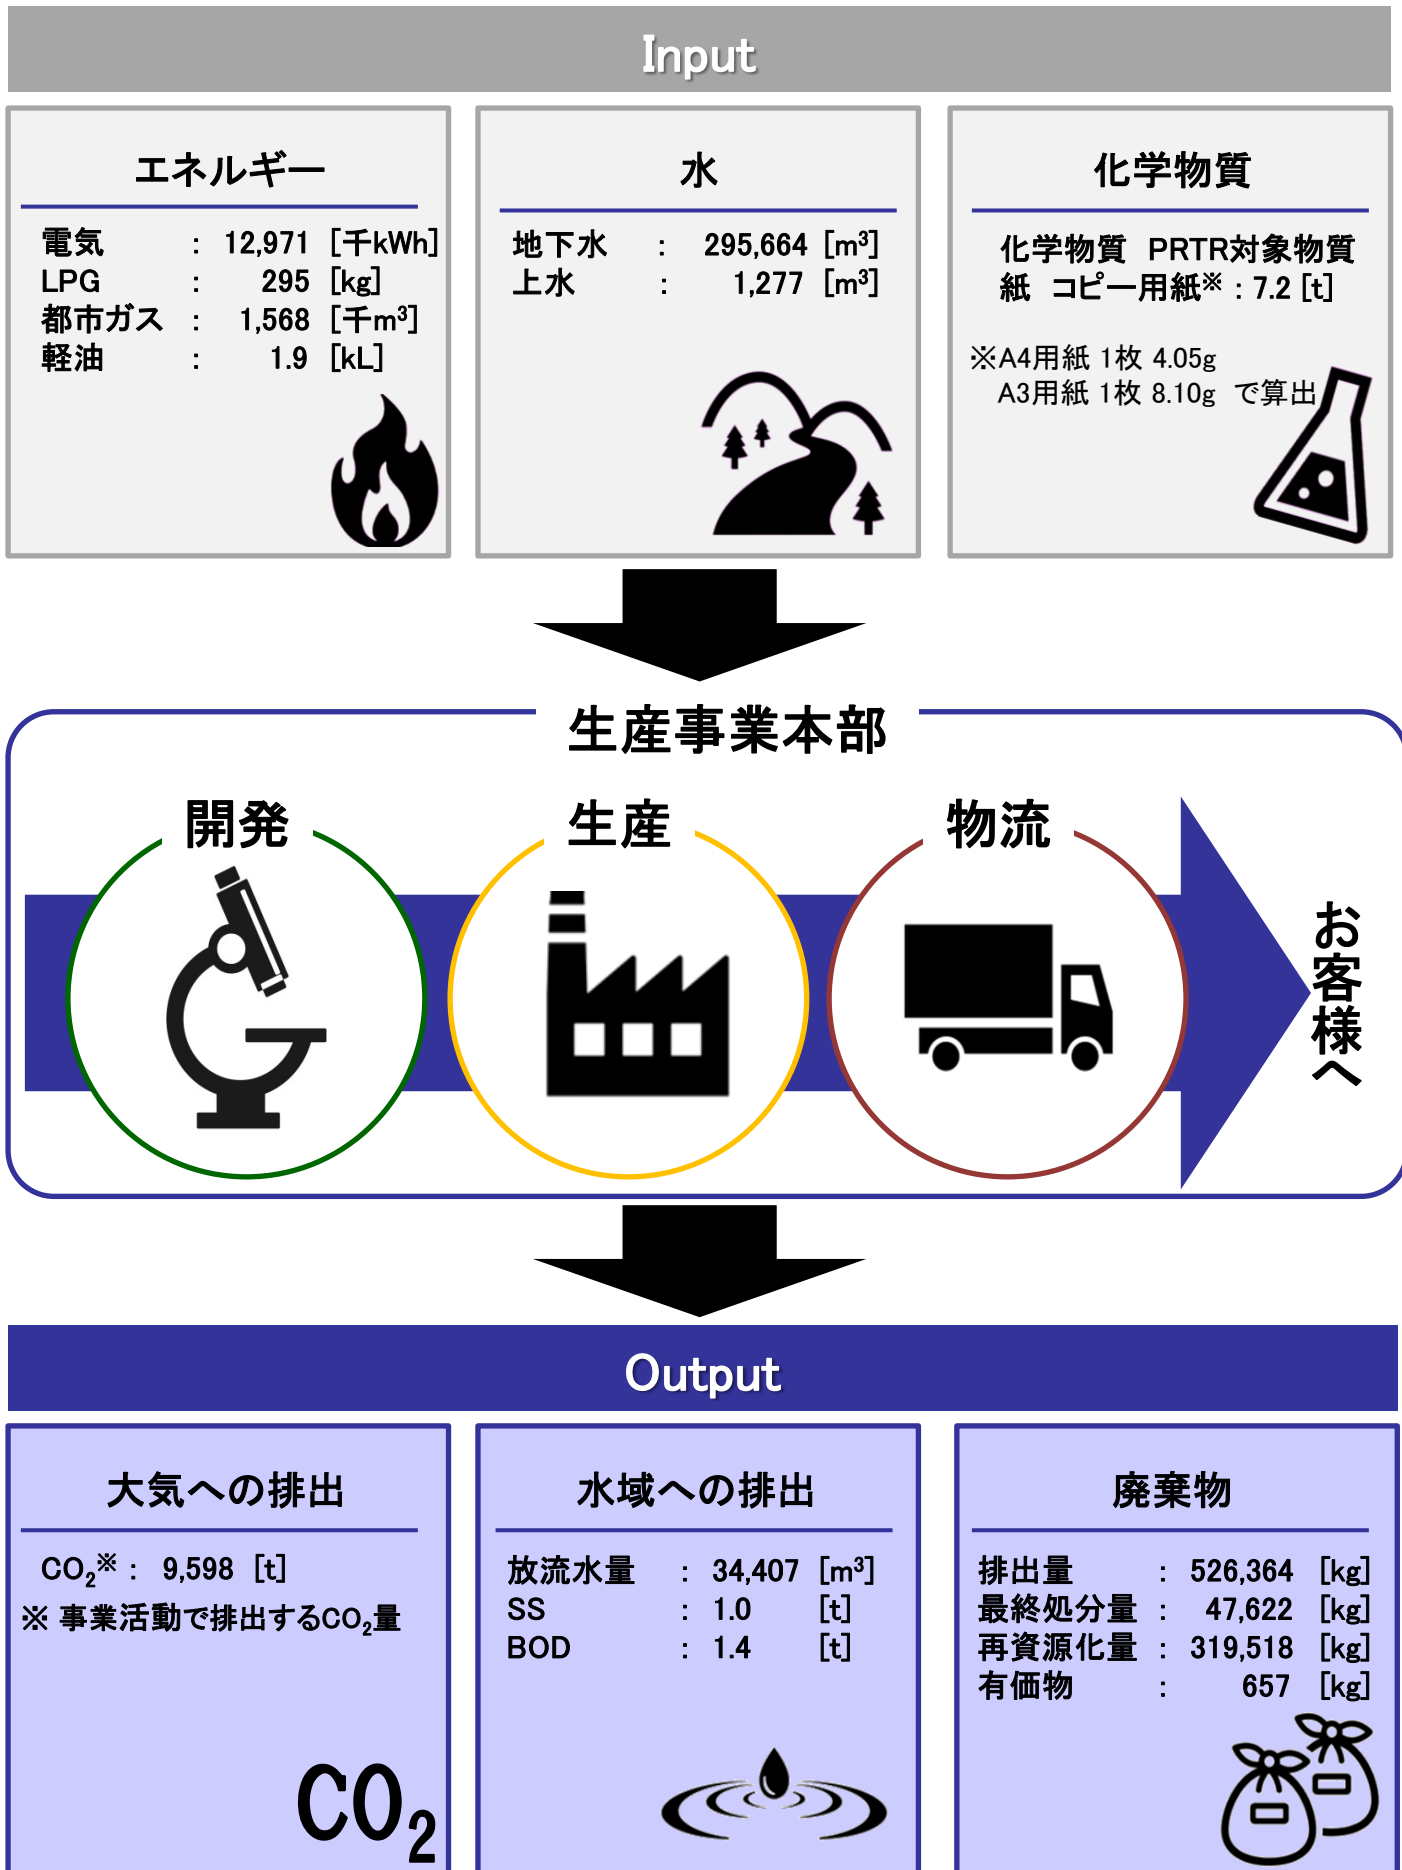 Input
エネルギー
電気 : 12,971 [千kWh]
LPG : 295 [kg]
都市ガス : 1,568 [千m³]
軽油 : 1.9 [kL]
水
地下水 : 295,664 [m³]
上水 : 1,277 [m³]
化学物質
化学物質 PRTR対象物質
紙 コピー用紙※ : 7.2 [t]
※A4用紙 1枚 4.05g
A3用紙 1枚 8.10g で算出
生産事業本部
開発
生産
物流
お客様へ
Output
大気への排出
CO₂※ : 9,598 [t]
※ 事業活動で排出するCO₂量
CO₂
水域への排出
放流水量 : 34,407 [m³]
SS : 1.0 [t]
BOD : 1.4 [t]
廃棄物
排出量 : 526,364 [kg]
最終処分量 : 47,622 [kg]
再資源化量 : 319,518 [kg]
有価物 : 657 [kg]